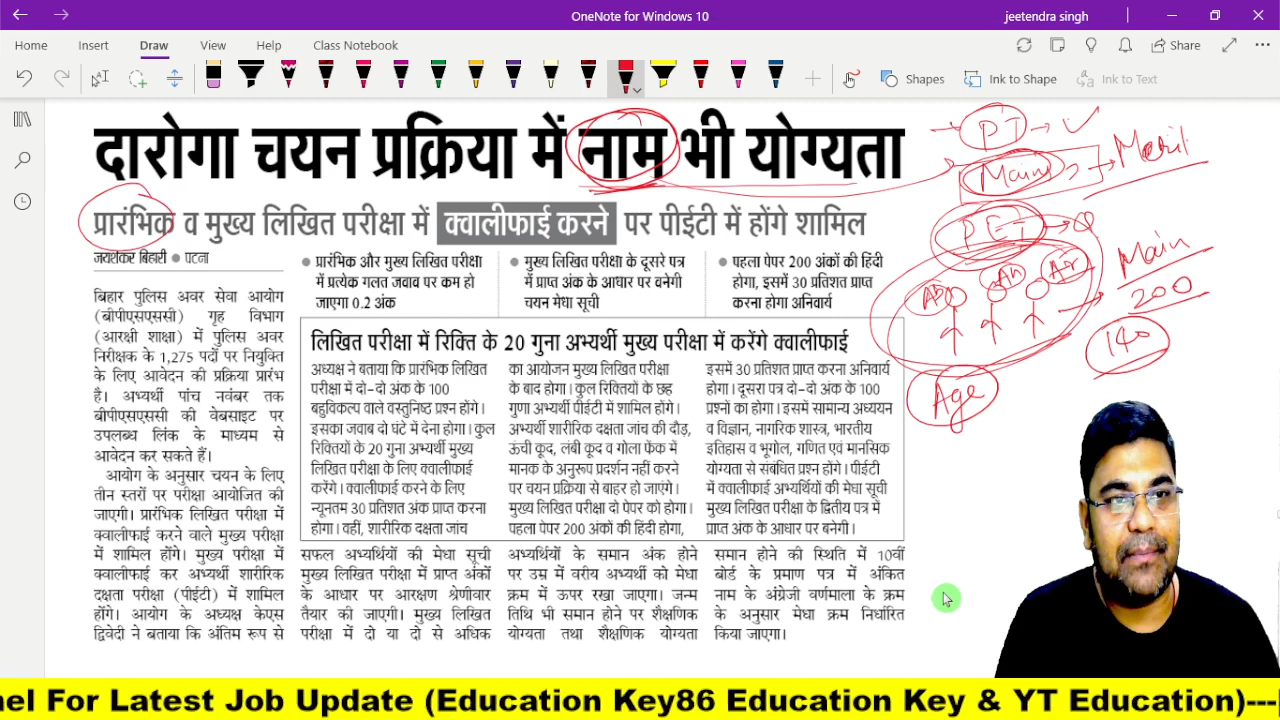 OneNote for Windows 10
jeetendra singh
Home Insert Draw View Help Class Notebook
Share
Shapes
Ink to Shape
Ink to Text
दारोगा चयन प्रक्रिया में नाम भी योग्यता
प्रारंभिक व मुख्य लिखित परीक्षा में क्वालीफाई करने पर पीईटी में होंगे शामिल
जयशंकर बिहारी ● पटना
बिहार पुलिस अवर सेवा आयोग
(बीपीएसएससी) गृह विभाग
(आरक्षी शाखा) में पुलिस अवर
निरीक्षक के 1,275 पदों पर नियुक्ति
के लिए आवेदन की प्रक्रिया प्रारंभ
है। अभ्यर्थी पांच नवंबर तक
बीपीएसएससी की वेबसाइट पर
उपलब्ध लिंक के माध्यम से
आवेदन कर सकते हैं।
आयोग के अनुसार चयन के लिए
तीन स्तरों पर परीक्षा आयोजित की
जाएगी। प्रारंभिक लिखित परीक्षा में
क्वालीफाई करने वाले मुख्य परीक्षा
में शामिल होंगे। मुख्य परीक्षा में
क्वालीफाई कर अभ्यर्थी शारीरिक
दक्षता परीक्षा (पीईटी) में शामिल
होंगे। आयोग के अध्यक्ष केएस
द्विवेदी ने बताया कि अंतिम रूप से
● प्रारंभिक और मुख्य लिखित परीक्षा
में प्रत्येक गलत जवाब पर कम हो
जाएगा 0.2 अंक
● मुख्य लिखित परीक्षा के दूसरे पत्र
में प्राप्त अंक के आधार पर बनेगी
चयन मेधा सूची
● पहला पेपर 200 अंकों की हिंदी
होगा, इसमें 30 प्रतिशत प्राप्त
करना होगा अनिवार्य
लिखित परीक्षा में रिक्ति के 20 गुना अभ्यर्थी मुख्य परीक्षा में करेंगे क्वालीफाई
अध्यक्ष ने बताया कि प्रारंभिक लिखित
परीक्षा में दो-दो अंक के 100
बहुविकल्प वाले वस्तुनिष्ठ प्रश्न होंगे।
इसका जवाब दो घंटे में देना होगा। कुल
रिक्तियों के 20 गुना अभ्यर्थी मुख्य
लिखित परीक्षा के लिए क्वालीफाई
करेंगे। क्वालीफाई करने के लिए
न्यूनतम 30 प्रतिशत अंक प्राप्त करना
होगा। वहीं, शारीरिक दक्षता जांच
का आयोजन मुख्य लिखित परीक्षा
के बाद होगा। कुल रिक्तियों के छह
गुणा अभ्यर्थी पीईटी में शामिल होंगे।
अभ्यर्थी शारीरिक दक्षता जांच की दौड़,
ऊंची कूद, लंबी कूद व गोला फेंक में
मानक के अनुरूप प्रदर्शन नहीं करने
पर चयन प्रक्रिया से बाहर हो जाएंगे।
मुख्य लिखित परीक्षा दो पेपर को होगा।
पहला पेपर 200 अंकों की हिंदी होगा,
इसमें 30 प्रतिशत प्राप्त करना अनिवार्य
होगा। दूसरा पत्र दो-दो अंक के 100
प्रश्नों का होगा। इसमें सामान्य अध्ययन
व विज्ञान, नागरिक शास्त्र, भारतीय
इतिहास व भूगोल, गणित एवं मानसिक
योग्यता से संबंधित प्रश्न होंगे। पीईटी
में क्वालीफाई अभ्यर्थियों की मेधा सूची
मुख्य लिखित परीक्षा के द्वितीय पत्र में
प्राप्त अंक के आधार पर बनेगी।
सफल अभ्यर्थियों की मेधा सूची
मुख्य लिखित परीक्षा में प्राप्त अंकों
के आधार पर आरक्षण श्रेणीवार
तैयार की जाएगी। मुख्य लिखित
परीक्षा में दो या दो से अधिक
अभ्यर्थियों के समान अंक होने
पर उम्र में वरीय अभ्यर्थी को मेधा
क्रम में ऊपर रखा जाएगा। जन्म
तिथि भी समान होने पर शैक्षणिक
योग्यता तथा शैक्षणिक योग्यता
समान होने की स्थिति में 10वीं
बोर्ड के प्रमाण पत्र में अंकित
नाम के अंग्रेजी वर्णमाला के क्रम
के अनुसार मेधा क्रम निर्धारित
किया जाएगा।
PT
Mains Merit
PET Q
Main
200
140
Age
nel For Latest Job Update (Education Key86 Education Key & YT Education)---